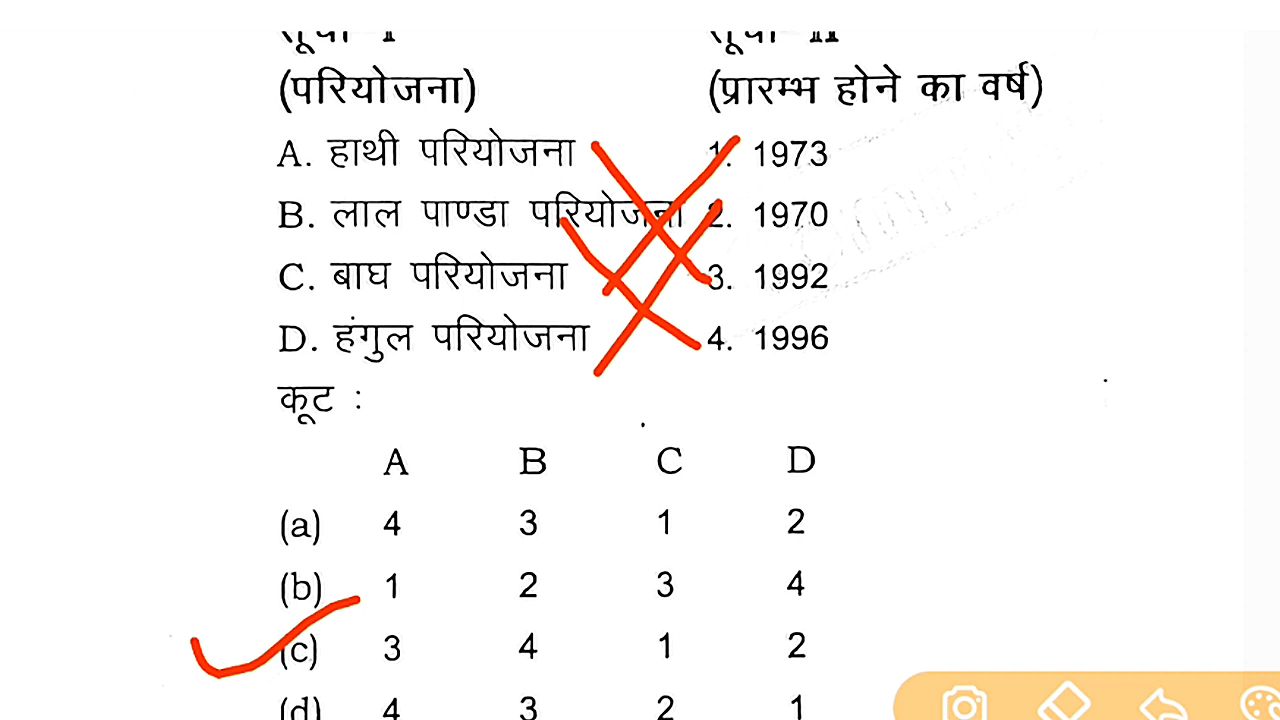 सूची I सूची II
(परियोजना) (प्रारम्भ होने का वर्ष)
A. हाथी परियोजना 1. 1973
B. लाल पाण्डा परियोजना 2. 1970
C. बाघ परियोजना 3. 1992
D. हंगुल परियोजना 4. 1996
कूट :
A B C D
(a) 4 3 1 2
(b) 1 2 3 4
(c) 3 4 1 2
(d) 4 3 2 1